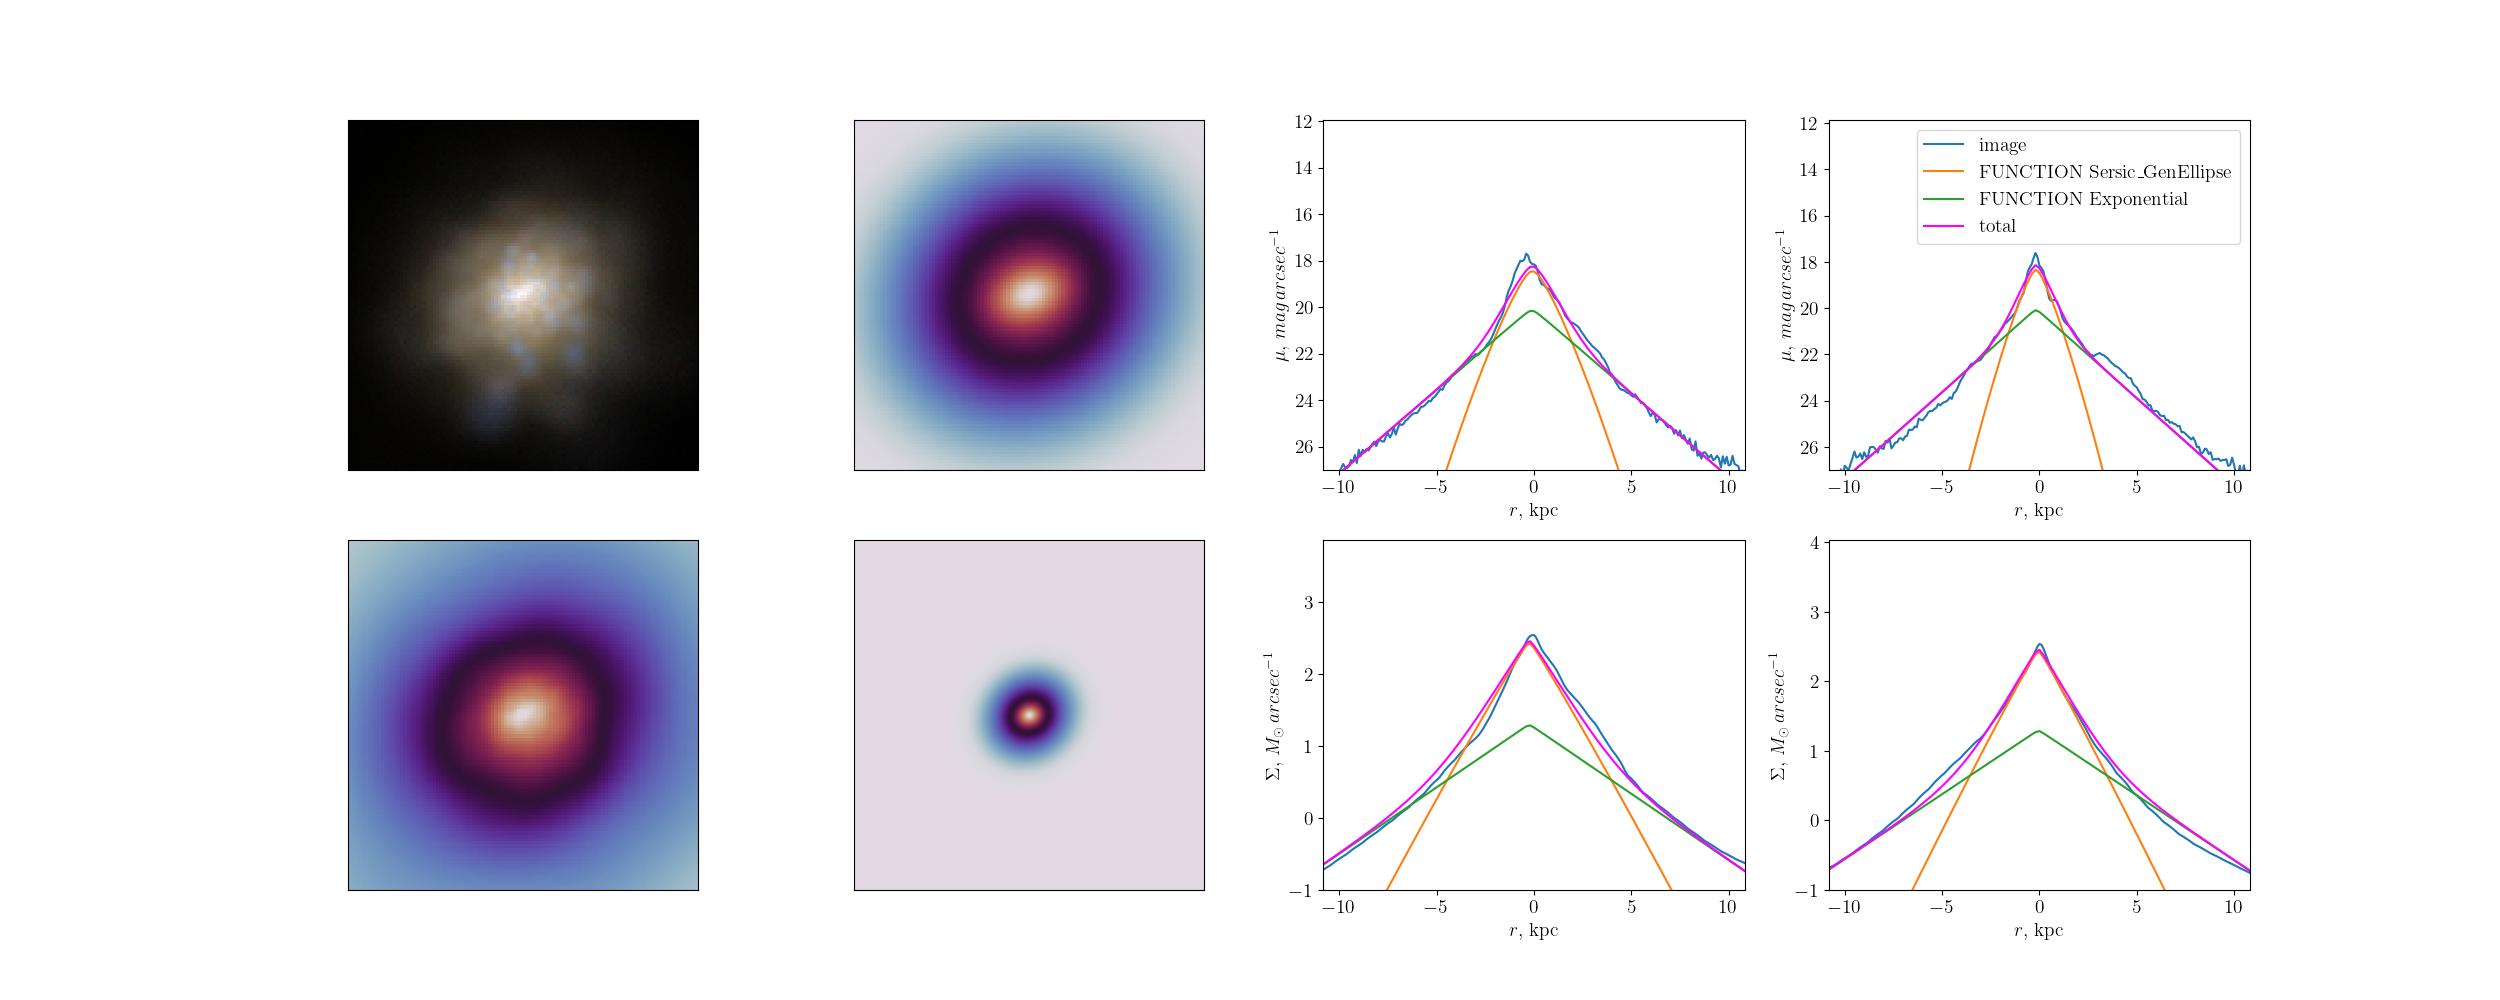 12
14
16
18
20
22
24
26
μ, mag arcsec⁻¹
−10 −5 0 5 10
r, kpc
12
14
16
18
20
22
24
26
μ, mag arcsec⁻¹
image
FUNCTION Sersic_GenEllipse
FUNCTION Exponential
total
−10 −5 0 5 10
r, kpc
3
2
1
0
−1
Σ, M⊙ arcsec⁻¹
−10 −5 0 5 10
r, kpc
4
3
2
1
0
−1
Σ, M⊙ arcsec⁻¹
−10 −5 0 5 10
r, kpc